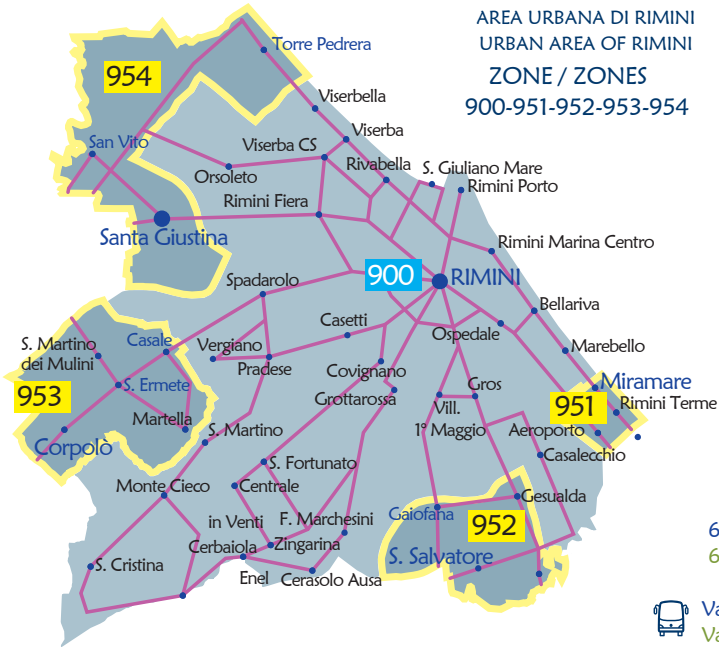 AREA URBANA DI RIMINI
URBAN AREA OF RIMINI
ZONE / ZONES
900-951-952-953-954
Torre Pedrera
954
Viserbella
Viserba
San Vito
Viserba CS
Rivabella
S. Giuliano Mare
Orsoleto
Rimini Porto
Rimini Fiera
Santa Giustina
Rimini Marina Centro
Spadarolo
900
RIMINI
Bellariva
Casetti
Ospedale
S. Martino
dei Mulini
Casale
Vergiano
Marebello
Pradese
Covignano
953
S. Ermete
Grottarossa
Gros
951
Miramare
Martella
Vill.
1° Maggio
Rimini Terme
Corpolò
S. Martino
Aeroporto
Casalecchio
S. Fortunato
Monte Cieco
Centrale
Gesualda
in Venti
F. Marchesini
Gaiofana
952
Cerbaiola
Zingarina
S. Salvatore
S. Cristina
Enel
Cerasolo Ausa
6
6
Va
Va